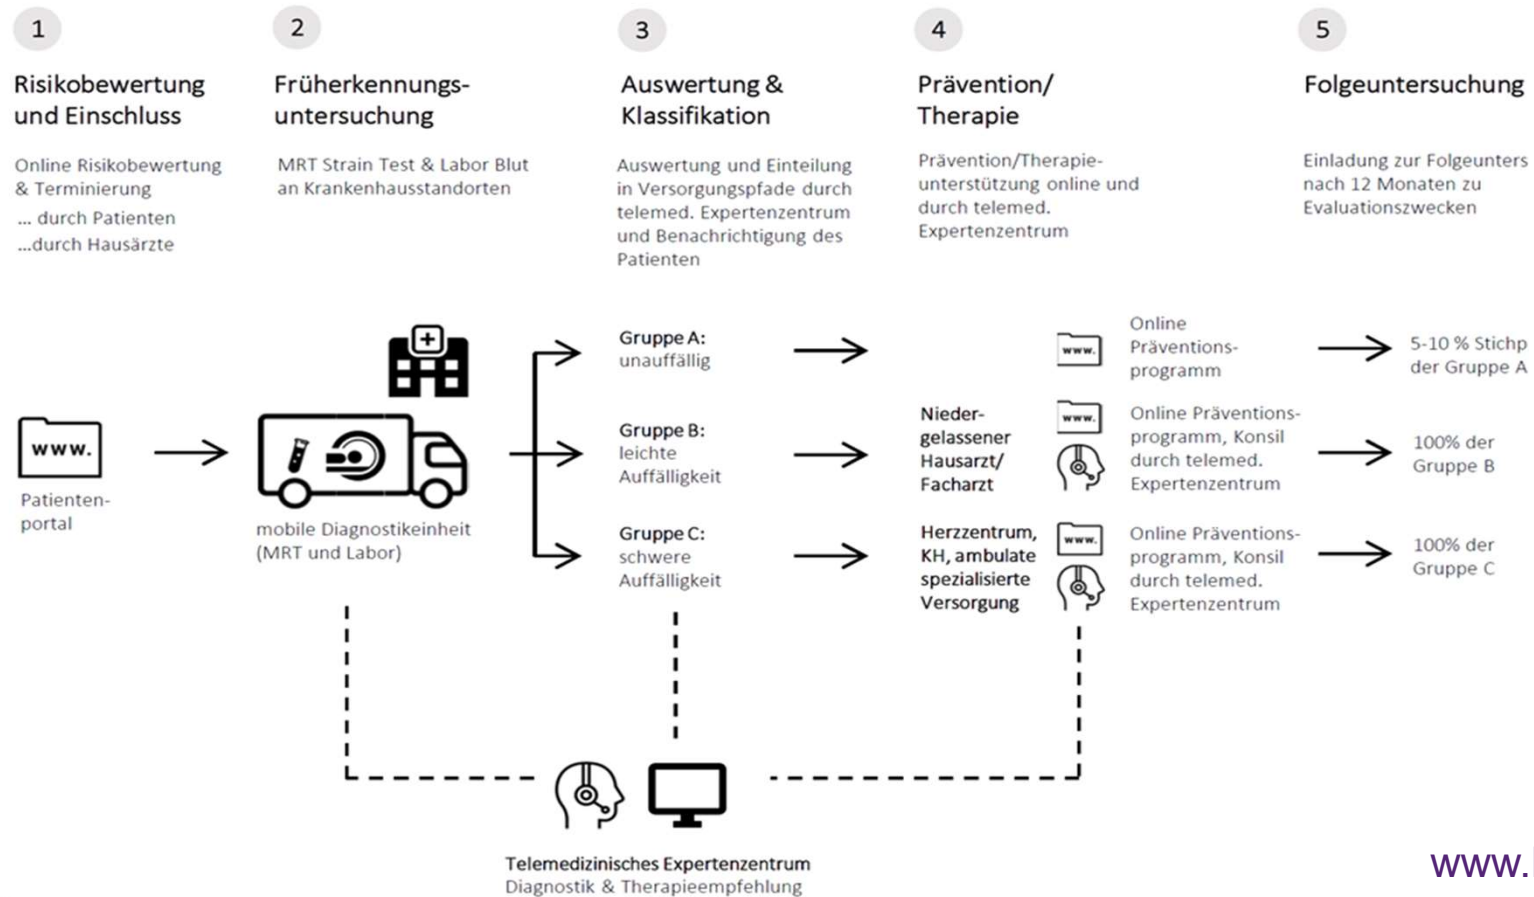 1
Risikobewertung
und Einschluss
Online Risikobewertung
& Terminierung
... durch Patienten
...durch Hausärzte
2
Früherkennungs-
untersuchung
MRT Strain Test & Labor Blut
an Krankenhausstandorten
3
Auswertung &
Klassifikation
Auswertung und Einteilung
in Versorgungspfade durch
telemed. Expertenzentrum
und Benachrichtigung des
Patienten
4
Prävention/
Therapie
Prävention/Therapie-
unterstützung online und
durch telemed.
Expertenzentrum
5
Folgeuntersuchung
Einladung zur Folgeunters
nach 12 Monaten zu
Evaluationszwecken
www.
Patienten-
portal
mobile Diagnostikeinheit
(MRT und Labor)
Gruppe A:
unauffällig
www.
Online
Präventions-
programm
5-10 % Stichp
der Gruppe A
Gruppe B:
leichte
Auffälligkeit
Nieder-
gelassener
Hausarzt/
Facharzt
www.
Online Präventions-
programm, Konsil
durch telemed.
Expertenzentrum
100% der
Gruppe B
Gruppe C:
schwere
Auffälligkeit
Herzzentrum,
KH, ambulate
spezialisierte
Versorgung
www.
Online Präventions-
programm, Konsil
durch telemed.
Expertenzentrum
100% der
Gruppe C
Telemedizinisches Expertenzentrum
Diagnostik & Therapieempfehlung
www.